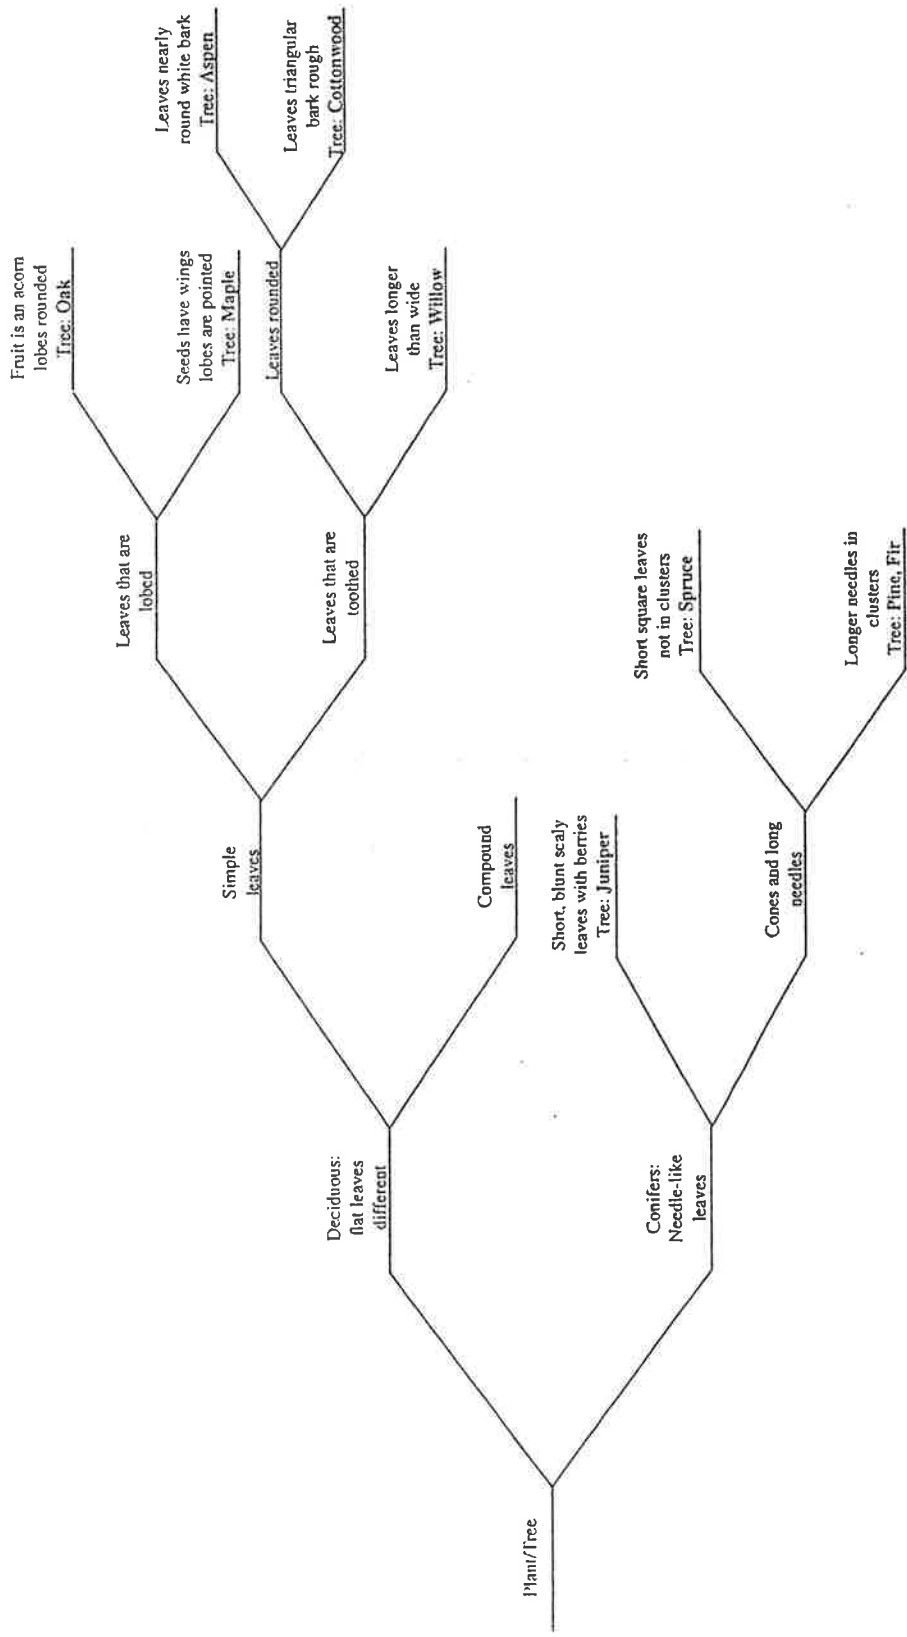 Plant/Tree
Deciduous:
flat leaves
different
Conifers:
Needle-like
leaves
Simple
leaves
Compound
leaves
Short, blunt scaly
leaves with berries
Tree: Juniper
Cones and long
needles
Leaves that are
lobed
Leaves that are
toothed
Short square leaves
not in clusters
Tree: Spruce
Longer needles in
clusters
Tree: Pine, Fir
Fruit is an acorn
lobes rounded
Tree: Oak
Seeds have wings
lobes are pointed
Tree: Maple
Leaves rounded
Leaves longer
than wide
Tree: Willow
Leaves nearly
round white bark
Tree: Aspen
Leaves triangular
bark rough
Tree: Cottonwood